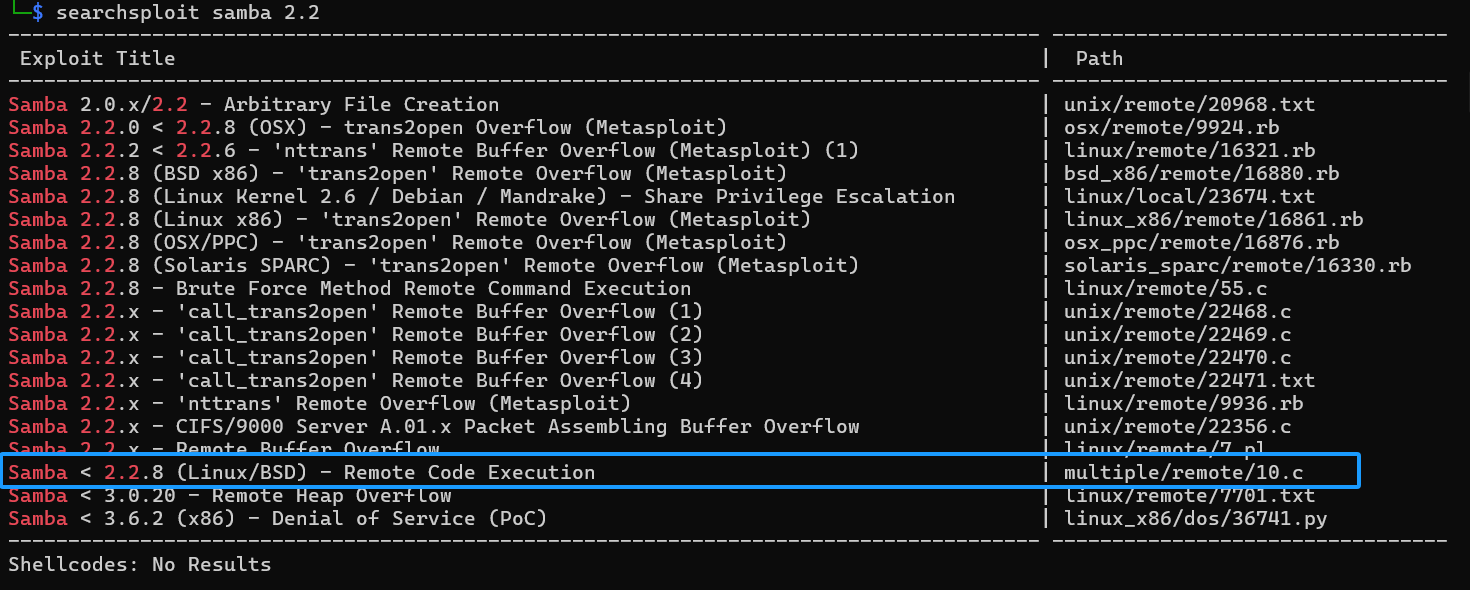 └─$ searchsploit samba 2.2
Exploit Title | Path
Samba 2.0.x/2.2 - Arbitrary File Creation | unix/remote/20968.txt
Samba 2.2.0 < 2.2.8 (OSX) - trans2open Overflow (Metasploit) | osx/remote/9924.rb
Samba 2.2.2 < 2.2.6 - 'nttrans' Remote Buffer Overflow (Metasploit) (1) | linux/remote/16321.rb
Samba 2.2.8 (BSD x86) - 'trans2open' Remote Overflow (Metasploit) | bsd_x86/remote/16880.rb
Samba 2.2.8 (Linux Kernel 2.6 / Debian / Mandrake) - Share Privilege Escalation | linux/local/23674.txt
Samba 2.2.8 (Linux x86) - 'trans2open' Remote Overflow (Metasploit) | linux_x86/remote/16861.rb
Samba 2.2.8 (OSX/PPC) - 'trans2open' Remote Overflow (Metasploit) | osx_ppc/remote/16876.rb
Samba 2.2.8 (Solaris SPARC) - 'trans2open' Remote Overflow (Metasploit) | solaris_sparc/remote/16330.rb
Samba 2.2.8 - Brute Force Method Remote Command Execution | linux/remote/55.c
Samba 2.2.x - 'call_trans2open' Remote Buffer Overflow (1) | unix/remote/22468.c
Samba 2.2.x - 'call_trans2open' Remote Buffer Overflow (2) | unix/remote/22469.c
Samba 2.2.x - 'call_trans2open' Remote Buffer Overflow (3) | unix/remote/22470.c
Samba 2.2.x - 'call_trans2open' Remote Buffer Overflow (4) | unix/remote/22471.txt
Samba 2.2.x - 'nttrans' Remote Overflow (Metasploit) | linux/remote/9936.rb
Samba 2.2.x - CIFS/9000 Server A.01.x Packet Assembling Buffer Overflow | unix/remote/22356.c
Samba 2.2.x - Remote Buffer Overflow | linux/remote/7.pl
Samba < 2.2.8 (Linux/BSD) - Remote Code Execution | multiple/remote/10.c
Samba < 3.0.20 - Remote Heap Overflow | linux/remote/7701.txt
Samba < 3.6.2 (x86) - Denial of Service (PoC) | linux_x86/dos/36741.py
Shellcodes: No Results